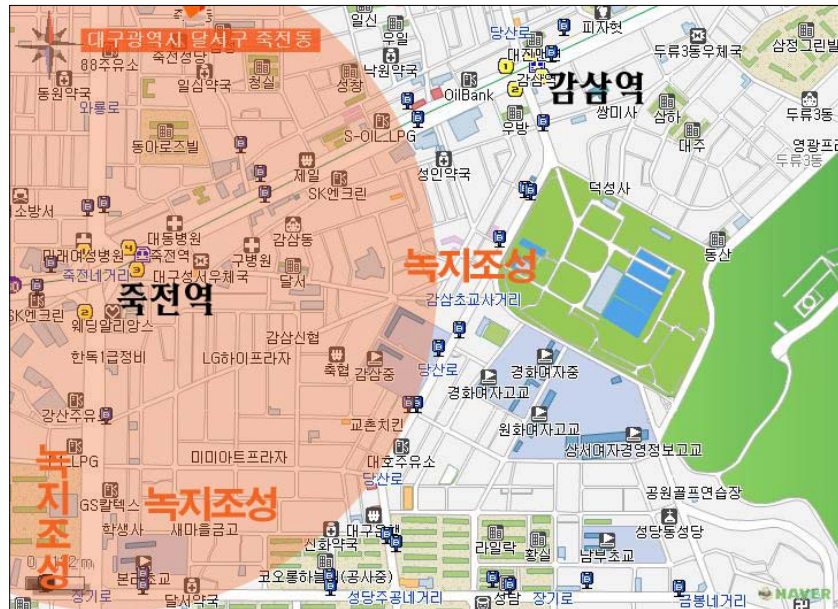 일신
우일
당산로
피자헛
대구광역시 달서구 죽전동
대진맨
두류3동우체국
삼정그린빌
88주유소
죽전성당
낙원약국
1
감삼역
동원약국
일심약국
청실
성창
OilBank
2
감삼역
쌍미사
삼하
두류3동
와룡로
S-OIL_LPG
우방
대주
영광프
두류3동
동아로즈빌
성인약국
제일
SK엔크린
덕성사
소방서
대동병원
감삼동
동산
미래여성병원
4
죽전역
구병원
녹지조성
죽전네거리
3
대구성서우체국
달서
죽전역
감삼초교사거리
SK엔크린
2
웨딩알리앙스
감삼신협
한독1급정비
LG하이프라자
축협
감삼중
당산로
경화여자중
경화여자고교
강산주유
교촌치킨
원화여자고교
녹지조성
LPG
미미아트프라자
대호주유소
상서여자경영정보고교
당산로
GS칼텍스
녹지조성
공원골프연습장
학생사
새마을금고
대구은행
성당동성당
신화약국
라일락
황실
남부초교
본리초교
코오롱하늘
(공사중)
장기로
달서약국
성당주공네거리
성남
장기로
금봉네거리
NAVER